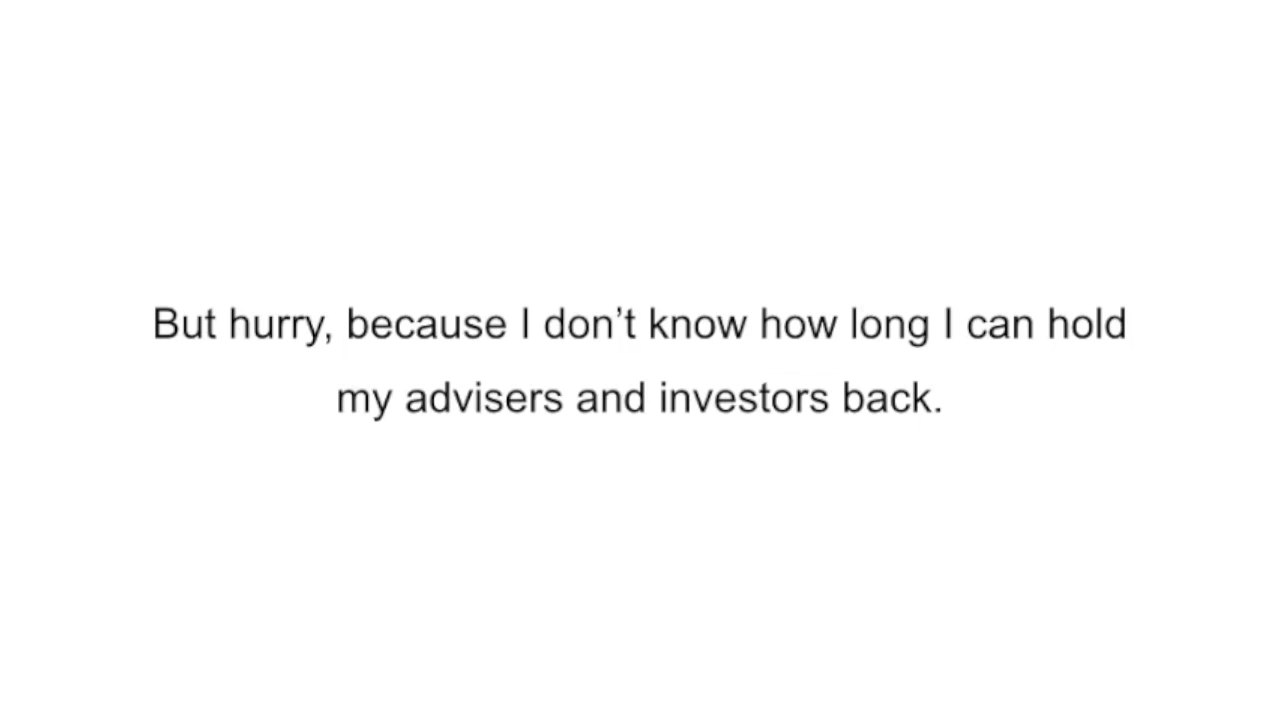 But hurry, because I don’t know how long I can hold
my advisers and investors back.